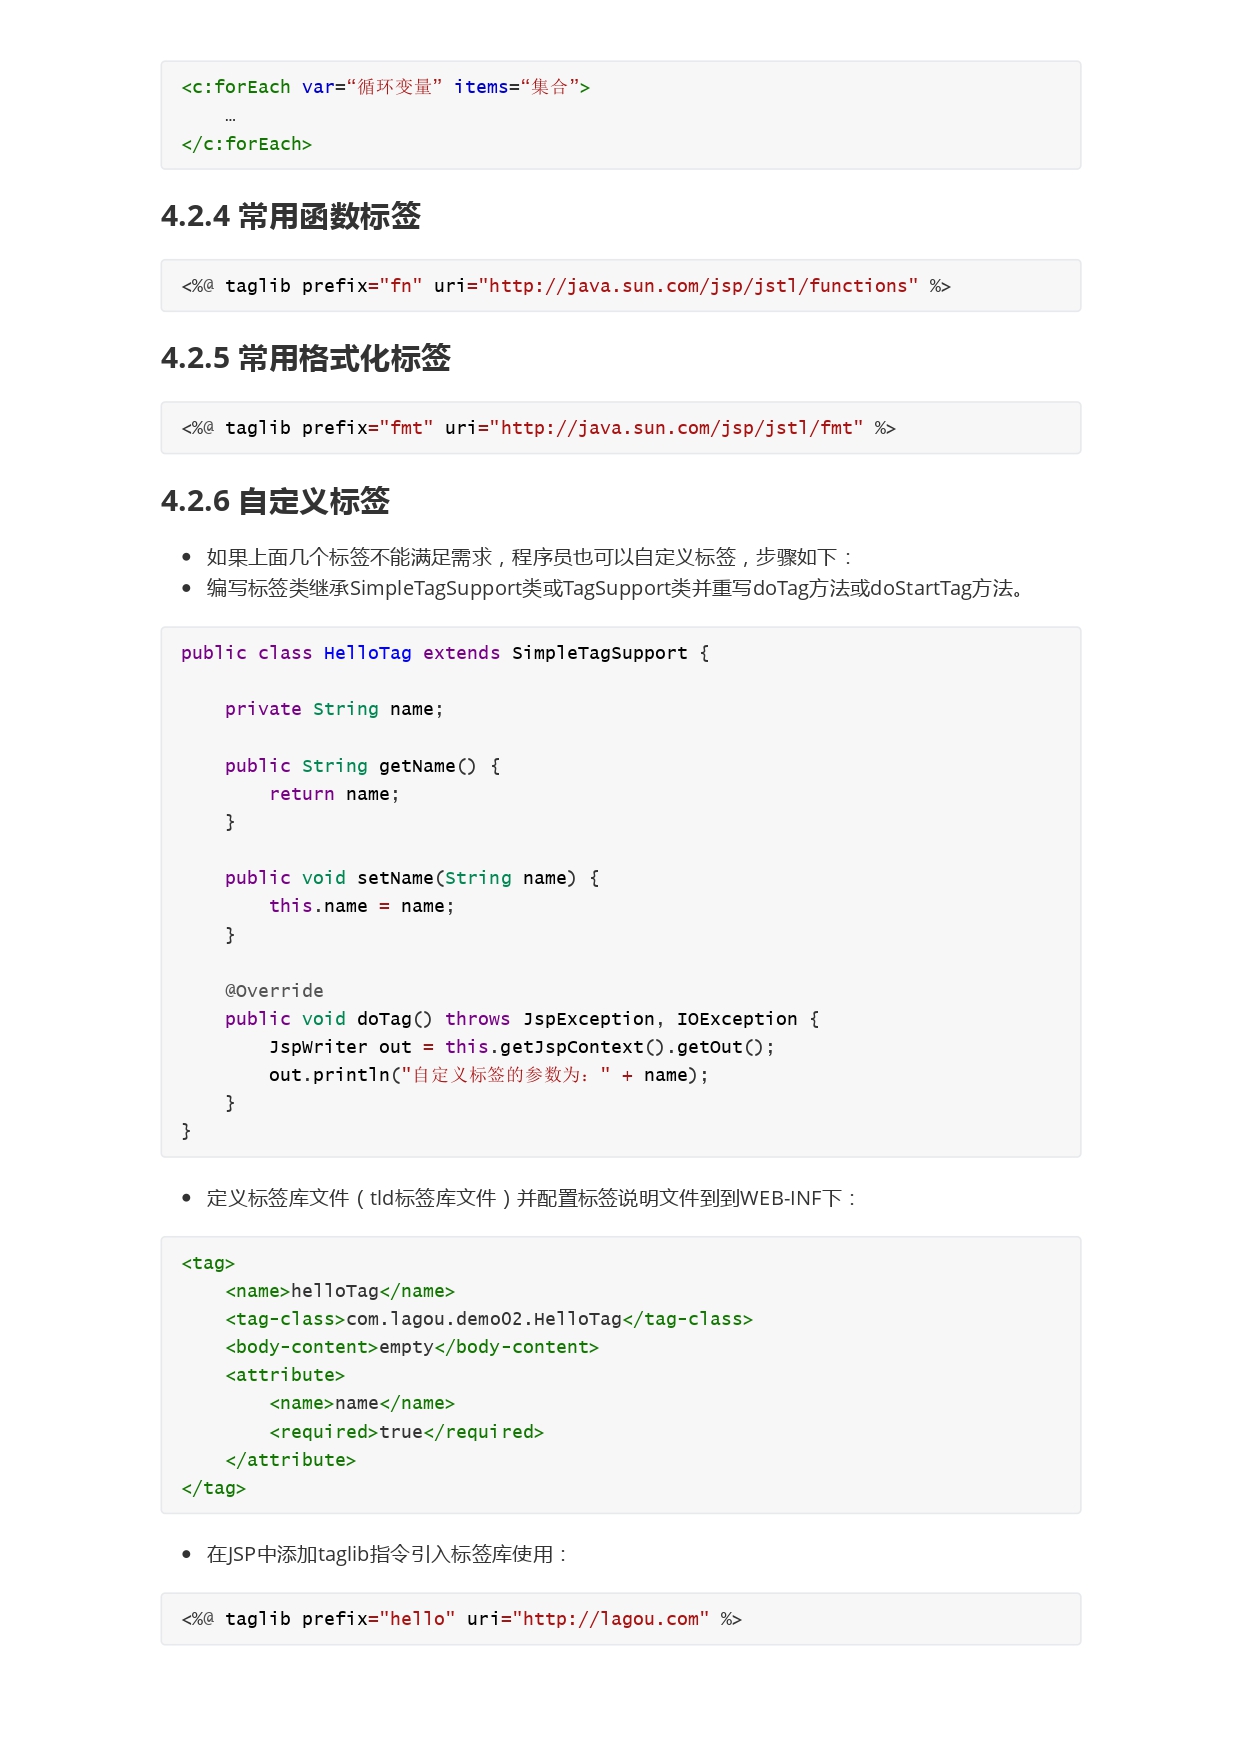 <c:forEach var=“循环变量” items=“集合”>
    …
</c:forEach>
4.2.4 常用函数标签
<%@ taglib prefix="fn" uri="http://java.sun.com/jsp/jstl/functions" %>
4.2.5 常用格式化标签
<%@ taglib prefix="fmt" uri="http://java.sun.com/jsp/jstl/fmt" %>
4.2.6 自定义标签
• 如果上面几个标签不能满足需求，程序员也可以自定义标签，步骤如下：
• 编写标签类继承SimpleTagSupport类或TagSupport类并重写doTag方法或doStartTag方法。
public class HelloTag extends SimpleTagSupport {
    private String name;
    public String getName() {
        return name;
    }
    public void setName(String name) {
        this.name = name;
    }
    @Override
    public void doTag() throws JspException, IOException {
        JspWriter out = this.getJspContext().getOut();
        out.println("自定义标签的参数为：" + name);
    }
}
• 定义标签库文件（tld标签库文件）并配置标签说明文件到到WEB-INF下：
<tag>
    <name>helloTag</name>
    <tag-class>com.lagou.demo02.HelloTag</tag-class>
    <body-content>empty</body-content>
    <attribute>
        <name>name</name>
        <required>true</required>
    </attribute>
</tag>
• 在JSP中添加taglib指令引入标签库使用：
<%@ taglib prefix="hello" uri="http://lagou.com" %>